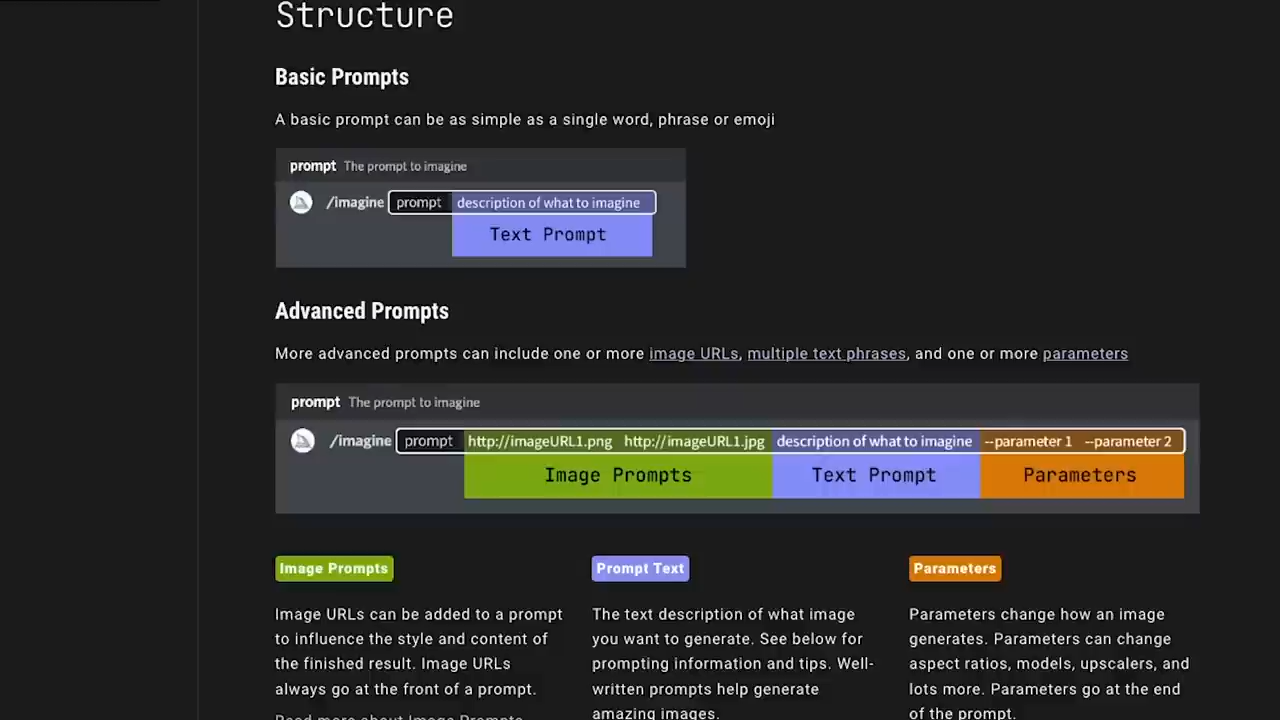 Structure
Basic Prompts
A basic prompt can be as simple as a single word, phrase or emoji
prompt The prompt to imagine
/imagine prompt description of what to imagine
Text Prompt
Advanced Prompts
More advanced prompts can include one or more image URLs, multiple text phrases, and one or more parameters
prompt The prompt to imagine
/imagine prompt http://imageURL1.png http://imageURL1.jpg description of what to imagine --parameter 1 --parameter 2
Image Prompts Text Prompt Parameters
Image Prompts
Image URLs can be added to a prompt
to influence the style and content of
the finished result. Image URLs
always go at the front of a prompt.
Read more about Image Prompts
Prompt Text
The text description of what image
you want to generate. See below for
prompting information and tips. Well-
written prompts help generate
amazing images.
Parameters
Parameters change how an image
generates. Parameters can change
aspect ratios, models, upscalers, and
lots more. Parameters go at the end
of the prompt.